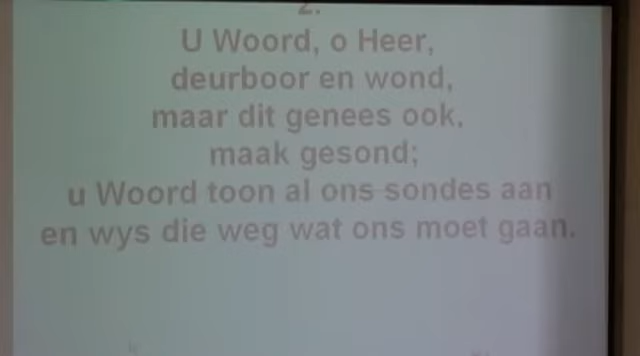 2.
U Woord, o Heer,
deurboor en wond,
maar dit genees ook,
maak gesond;
u Woord toon al ons sondes aan
en wys die weg wat ons moet gaan.